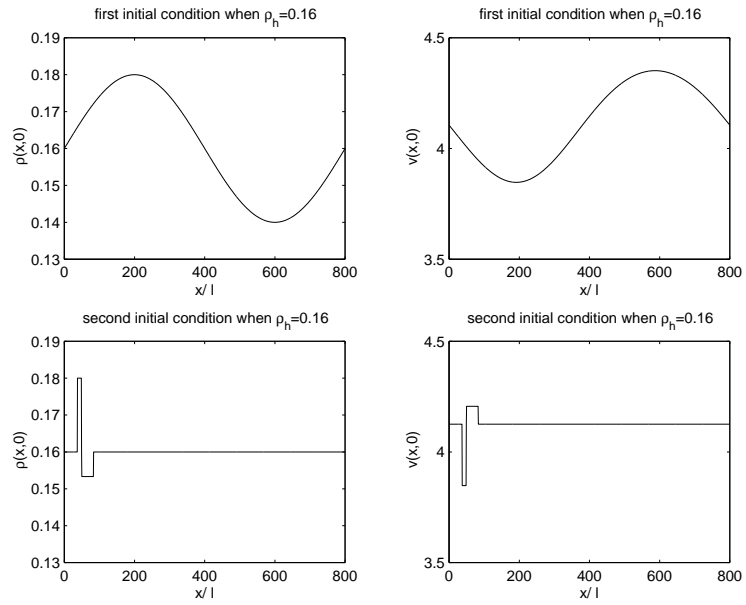 first initial condition when ρ_h=0.16
0.19
0.18
0.17
0.16
0.15
0.14
0.13
ρ(x,0)
0 200 400 600 800
x/ l
first initial condition when ρ_h=0.16
4.5
4
3.5
v(x,0)
0 200 400 600 800
x/ l
second initial condition when ρ_h=0.16
0.19
0.18
0.17
0.16
0.15
0.14
0.13
ρ(x,0)
0 200 400 600 800
x/ l
second initial condition when ρ_h=0.16
4.5
4
3.5
v(x,0)
0 200 400 600 800
x/ l